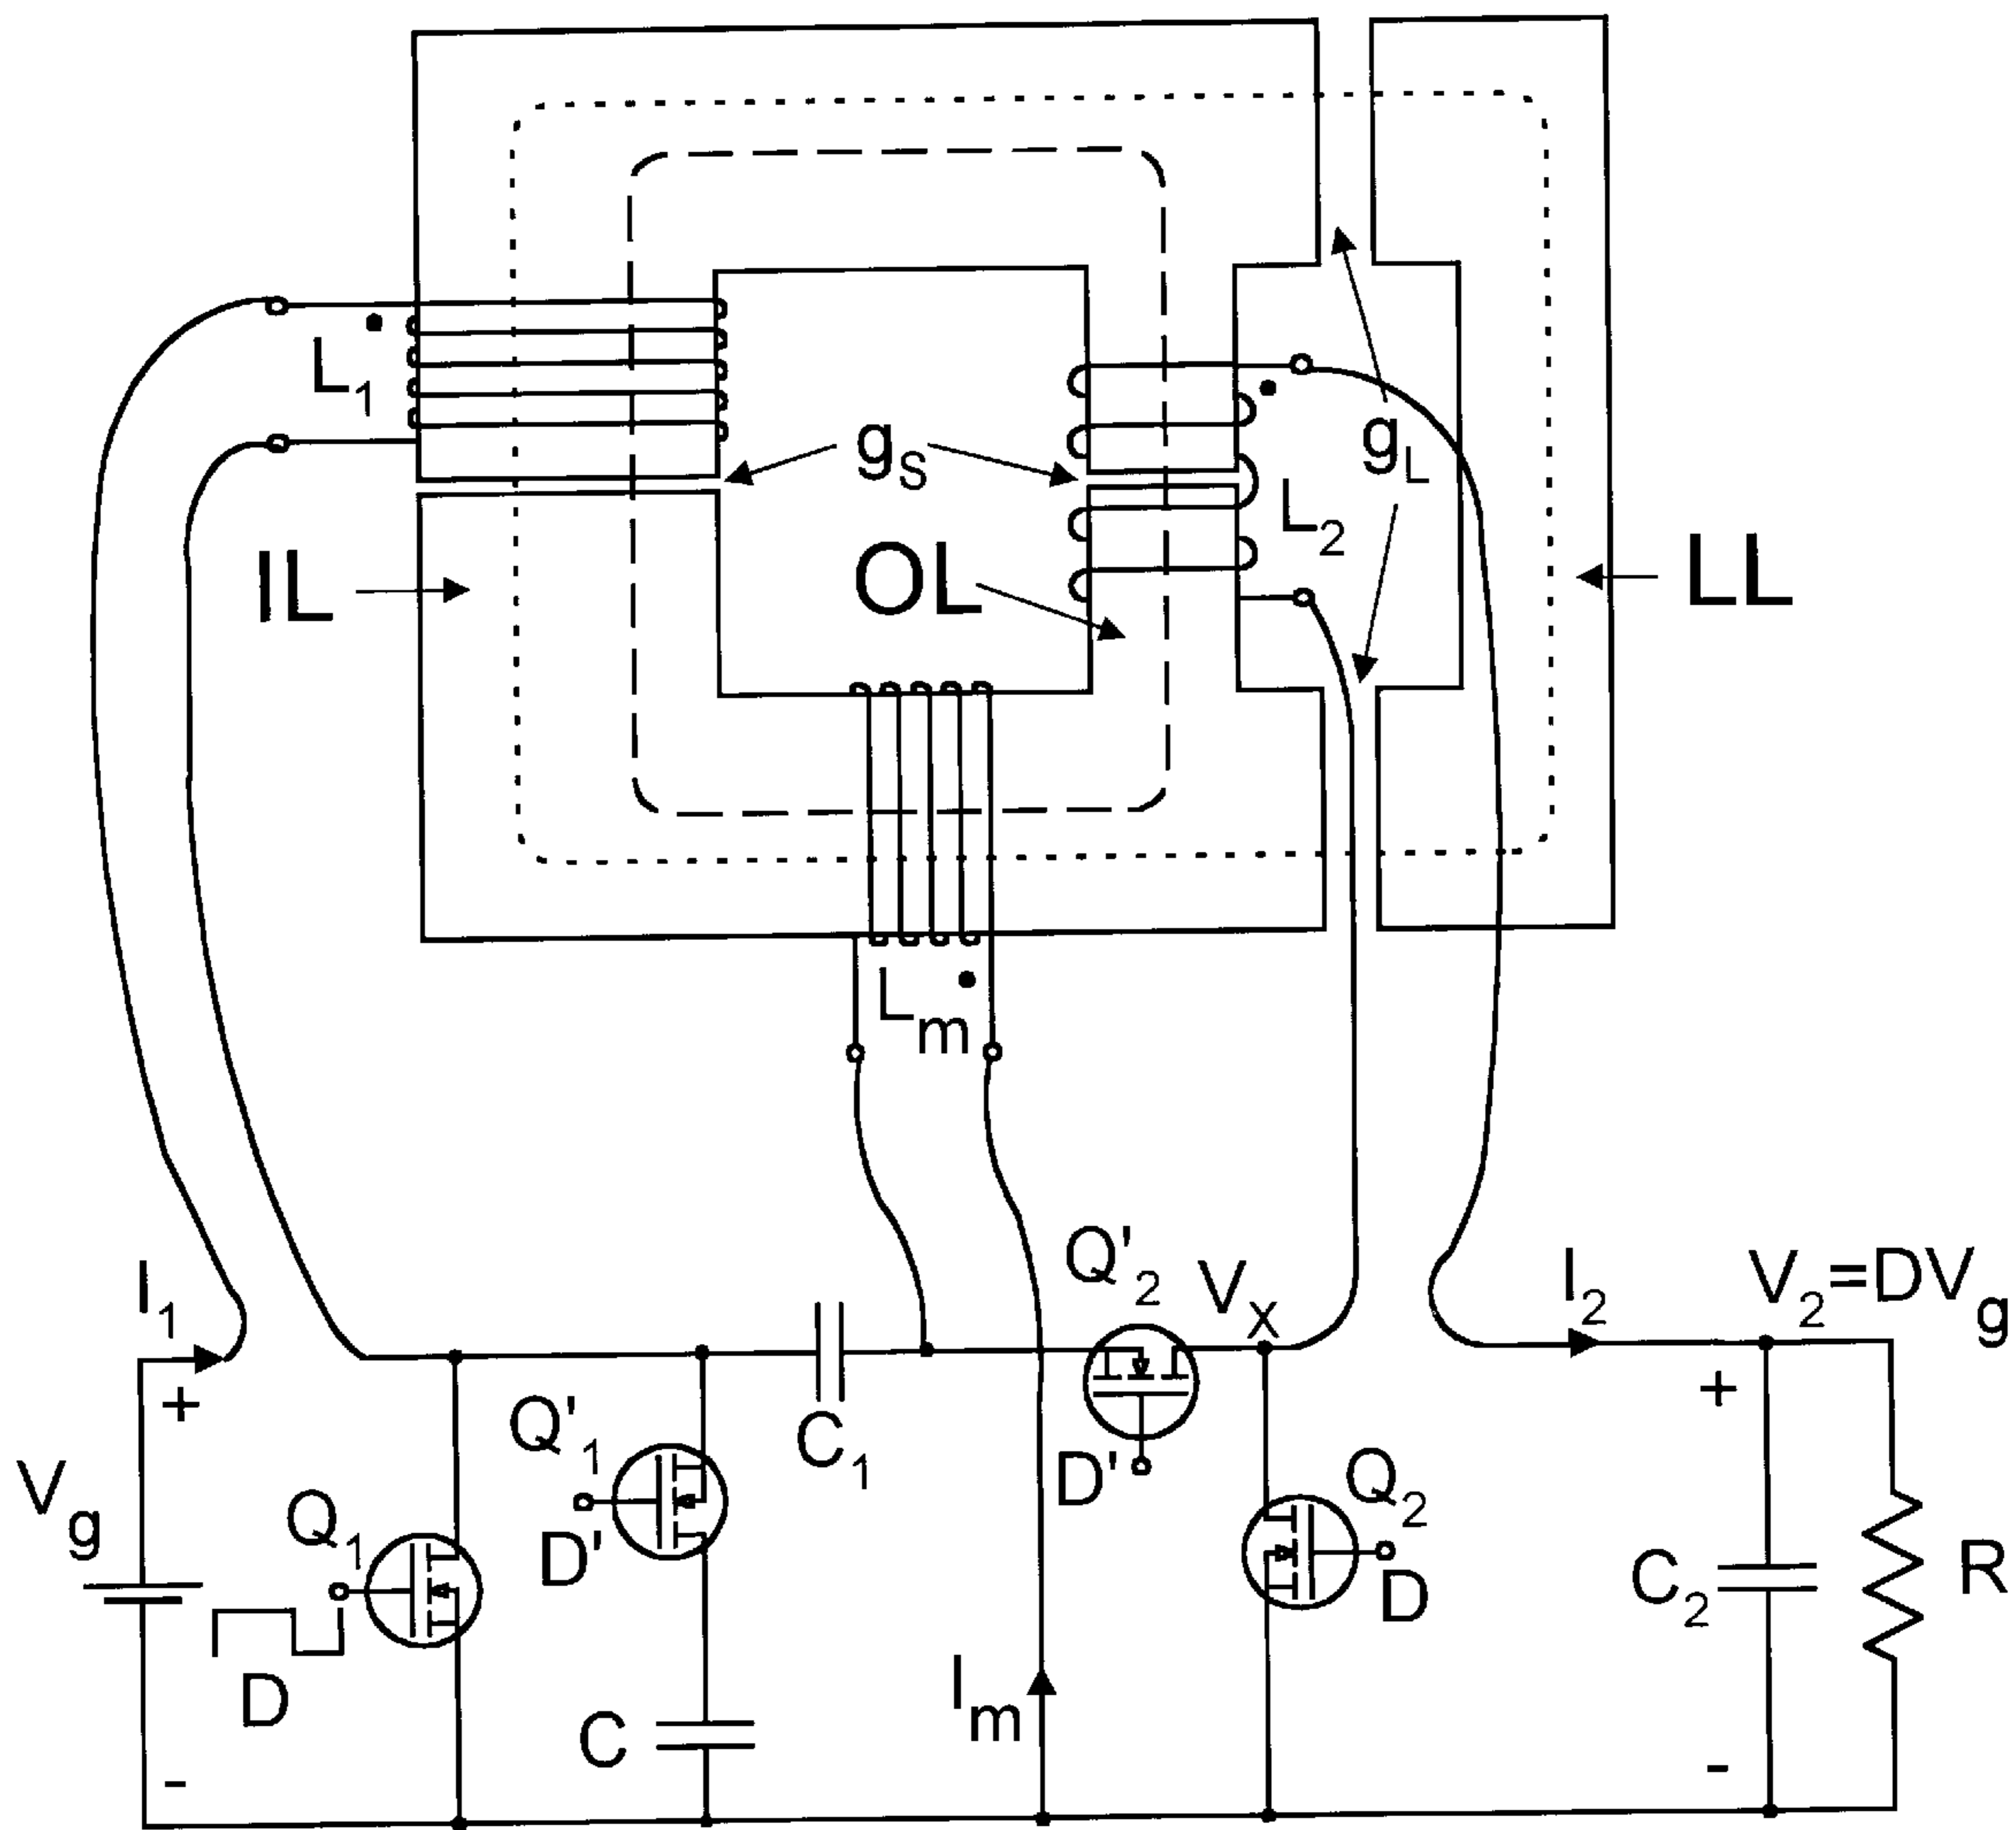 L1
gS
gL
L2
IL
OL
LL
Lm
I1
Q'2
VX
I2
V2=DVg
+
+
Q'1
C1
D'
Q2
Vg
Q1
D'
D
C2
R
D
C
Im
-
-